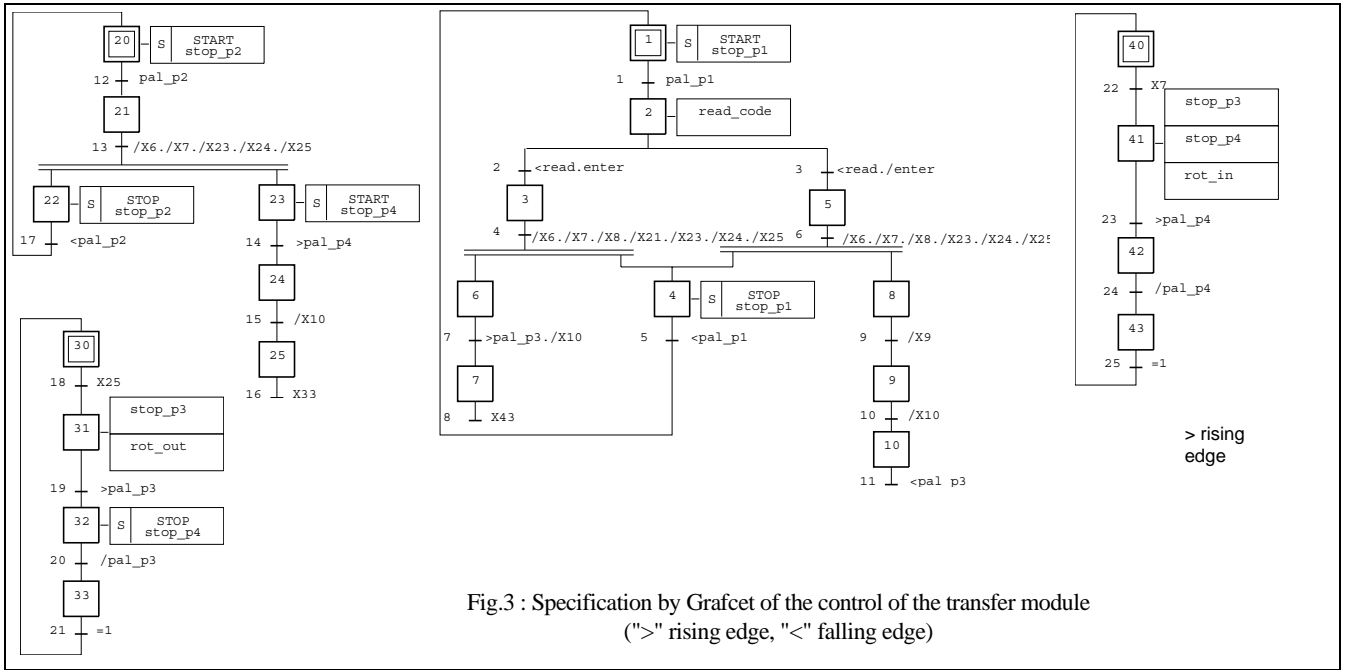 20
S
START
stop_p2
12
pal_p2
21
13
/X6./X7./X23./X24./X25
22
S
STOP
stop_p2
17
<pal_p2
23
S
START
stop_p4
14
>pal_p4
24
15
/X10
25
16
X33
30
18
X25
31
stop_p3
rot_out
19
>pal_p3
32
S
STOP
stop_p4
20
/pal_p3
33
21
=1
1
S
START
stop_p1
1
pal_p1
2
read_code
2
<read.enter
3
<read./enter
3
5
4
/X6./X7./X8./X21./X23./X24./X25
6
/X6./X7./X8./X23./X24./X25
6
4
S
STOP
stop_p1
8
7
>pal_p3./X10
5
<pal_p1
9
/X9
7
9
8
X43
10
/X10
10
11
<pal p3
40
22
X7
41
stop_p3
stop_p4
rot_in
23
>pal_p4
42
24
/pal_p4
43
25
=1
> rising
edge
Fig.3 : Specification by Grafcet of the control of the transfer module
(">" rising edge, "<" falling edge)